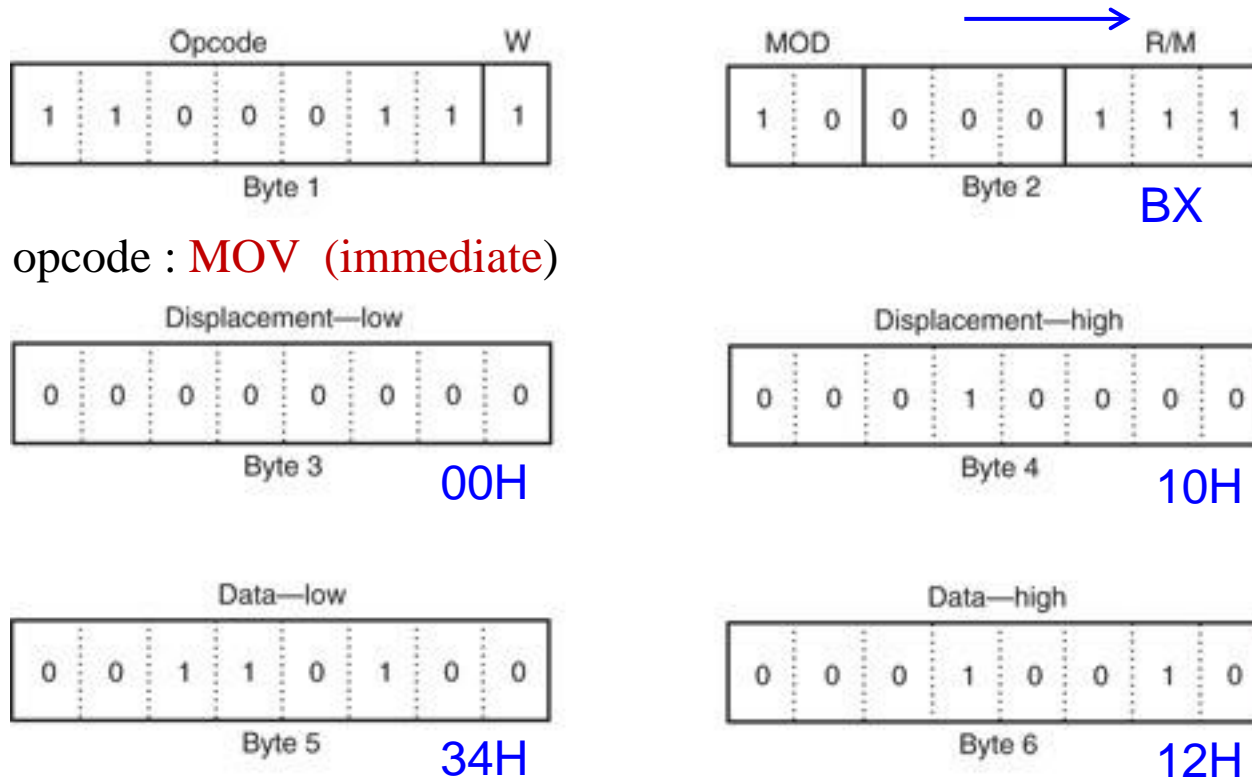 Opcode W
1 1 0 0 0 1 1 1
Byte 1
MOD R/M
1 0 0 0 0 1 1 1
Byte 2
BX
opcode : MOV (immediate)
Displacement—low
0 0 0 0 0 0 0 0
Byte 3
00H
Displacement—high
0 0 0 1 0 0 0 0
Byte 4
10H
Data—low
0 0 1 1 0 1 0 0
Byte 5
34H
Data—high
0 0 0 1 0 0 1 0
Byte 6
12H